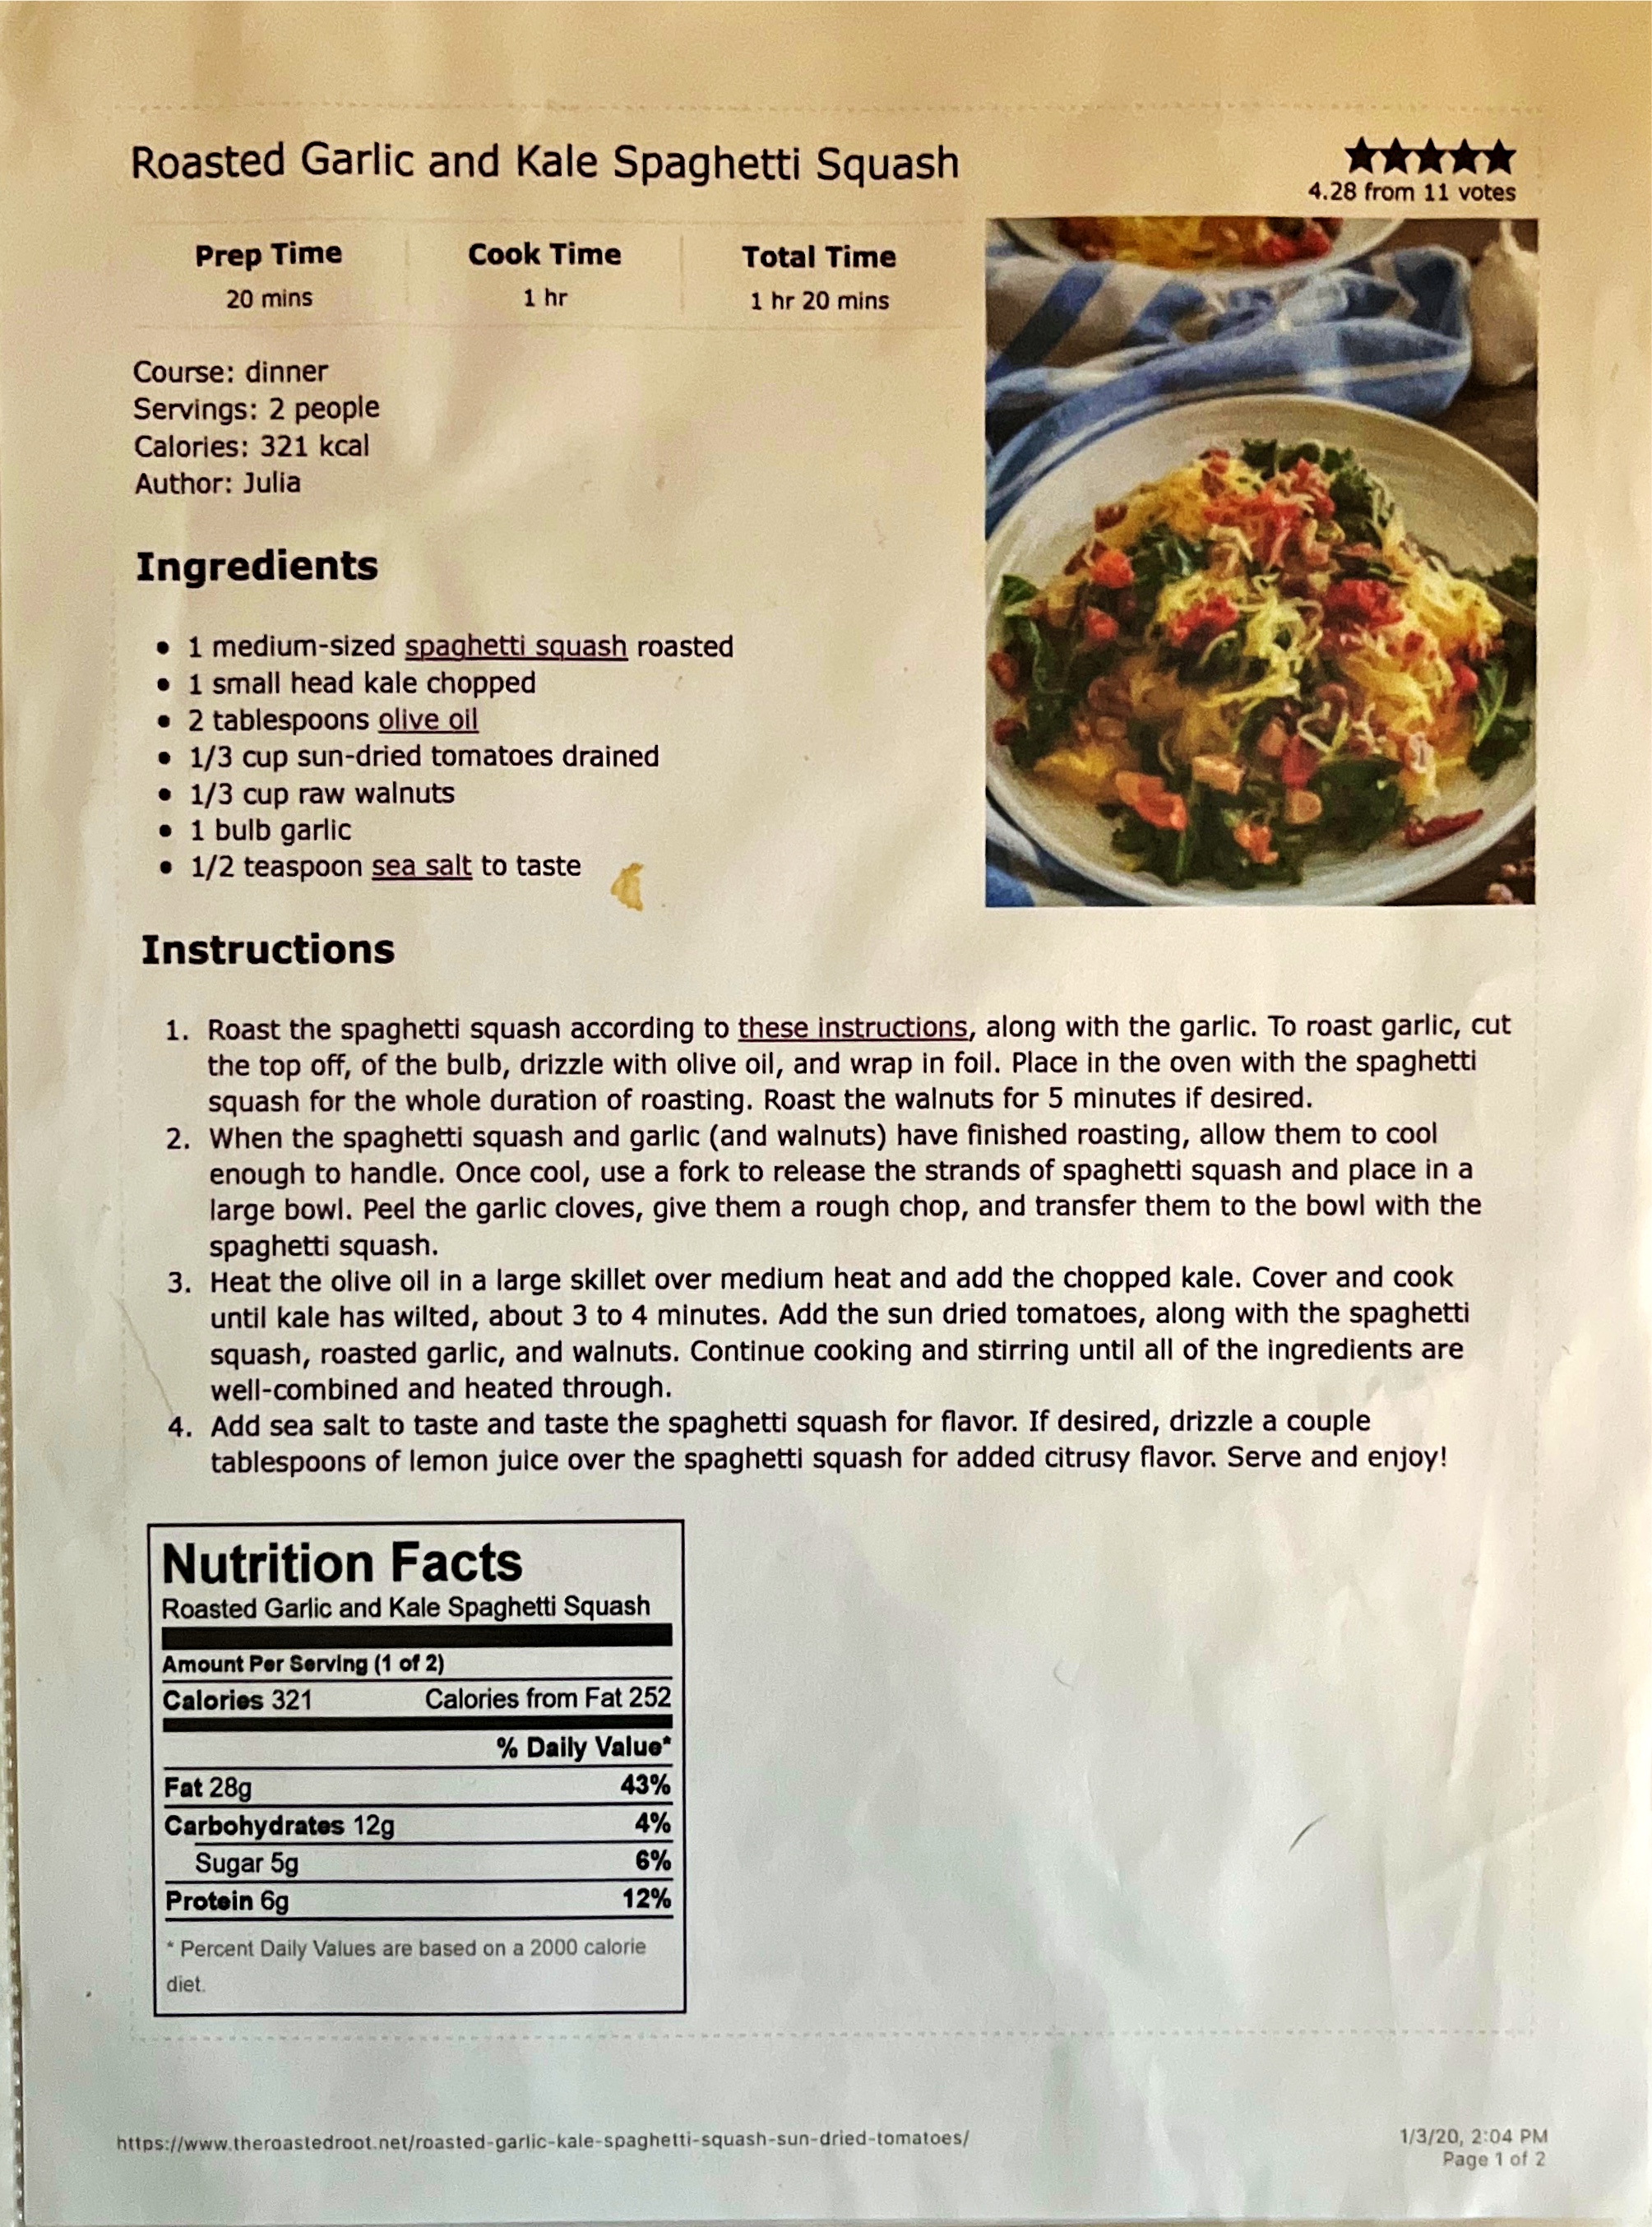 Roasted Garlic and Kale Spaghetti Squash
4.28 from 11 votes
Prep Time
20 mins
Cook Time
1 hr
Total Time
1 hr 20 mins
Course: dinner
Servings: 2 people
Calories: 321 kcal
Author: Julia
Ingredients
• 1 medium-sized spaghetti squash roasted
• 1 small head kale chopped
• 2 tablespoons olive oil
• 1/3 cup sun-dried tomatoes drained
• 1/3 cup raw walnuts
• 1 bulb garlic
• 1/2 teaspoon sea salt to taste
Instructions
1. Roast the spaghetti squash according to these instructions, along with the garlic. To roast garlic, cut
the top off, of the bulb, drizzle with olive oil, and wrap in foil. Place in the oven with the spaghetti
squash for the whole duration of roasting. Roast the walnuts for 5 minutes if desired.
2. When the spaghetti squash and garlic (and walnuts) have finished roasting, allow them to cool
enough to handle. Once cool, use a fork to release the strands of spaghetti squash and place in a
large bowl. Peel the garlic cloves, give them a rough chop, and transfer them to the bowl with the
spaghetti squash.
3. Heat the olive oil in a large skillet over medium heat and add the chopped kale. Cover and cook
until kale has wilted, about 3 to 4 minutes. Add the sun dried tomatoes, along with the spaghetti
squash, roasted garlic, and walnuts. Continue cooking and stirring until all of the ingredients are
well-combined and heated through.
4. Add sea salt to taste and taste the spaghetti squash for flavor. If desired, drizzle a couple
tablespoons of lemon juice over the spaghetti squash for added citrusy flavor. Serve and enjoy!
Nutrition Facts
Roasted Garlic and Kale Spaghetti Squash
Amount Per Serving (1 of 2)
Calories 321 Calories from Fat 252
% Daily Value*
Fat 28g 43%
Carbohydrates 12g 4%
Sugar 5g 6%
Protein 6g 12%
* Percent Daily Values are based on a 2000 calorie
diet.
https://www.theroastedroot.net/roasted-garlic-kale-spaghetti-squash-sun-dried-tomatoes/
1/3/20, 2:04 PM
Page 1 of 2